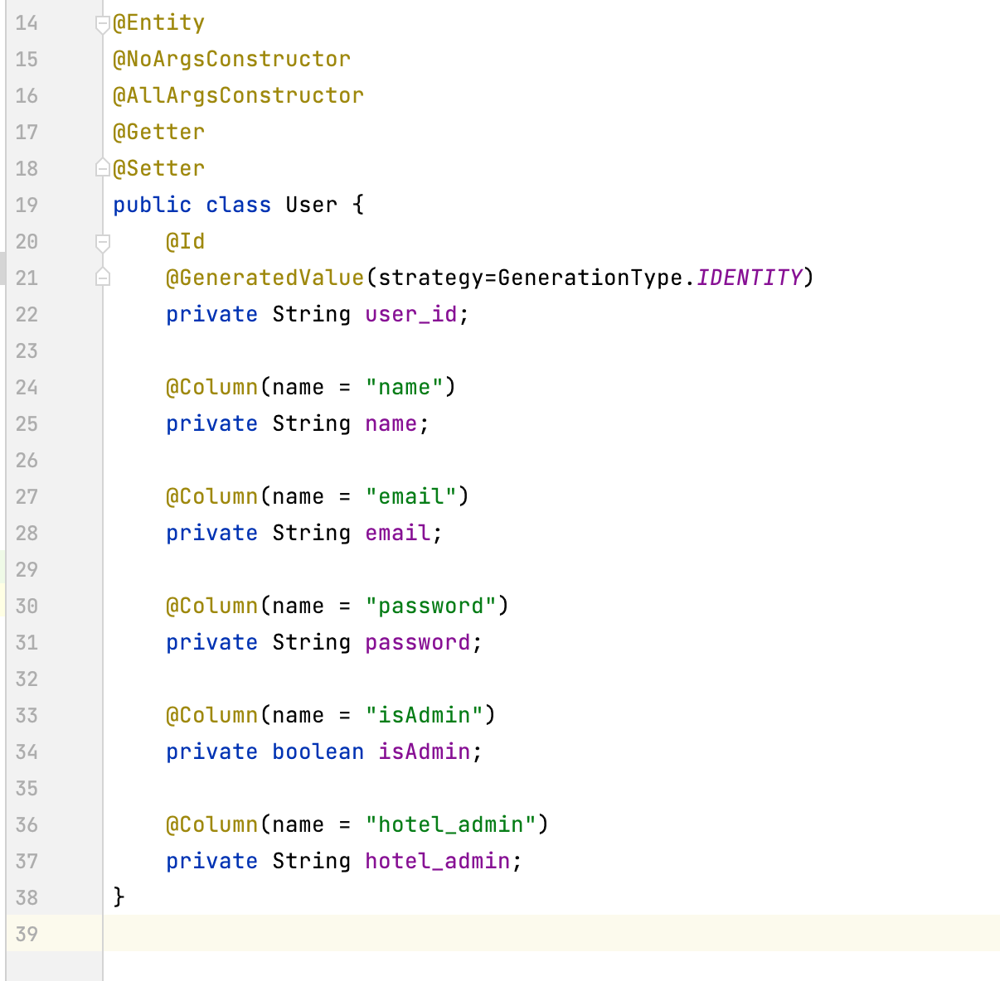 14 @Entity
15 @NoArgsConstructor
16 @AllArgsConstructor
17 @Getter
18 @Setter
19 public class User {
20     @Id
21     @GeneratedValue(strategy=GenerationType.IDENTITY)
22     private String user_id;
23
24     @Column(name = "name")
25     private String name;
26
27     @Column(name = "email")
28     private String email;
29
30     @Column(name = "password")
31     private String password;
32
33     @Column(name = "isAdmin")
34     private boolean isAdmin;
35
36     @Column(name = "hotel_admin")
37     private String hotel_admin;
38 }
39